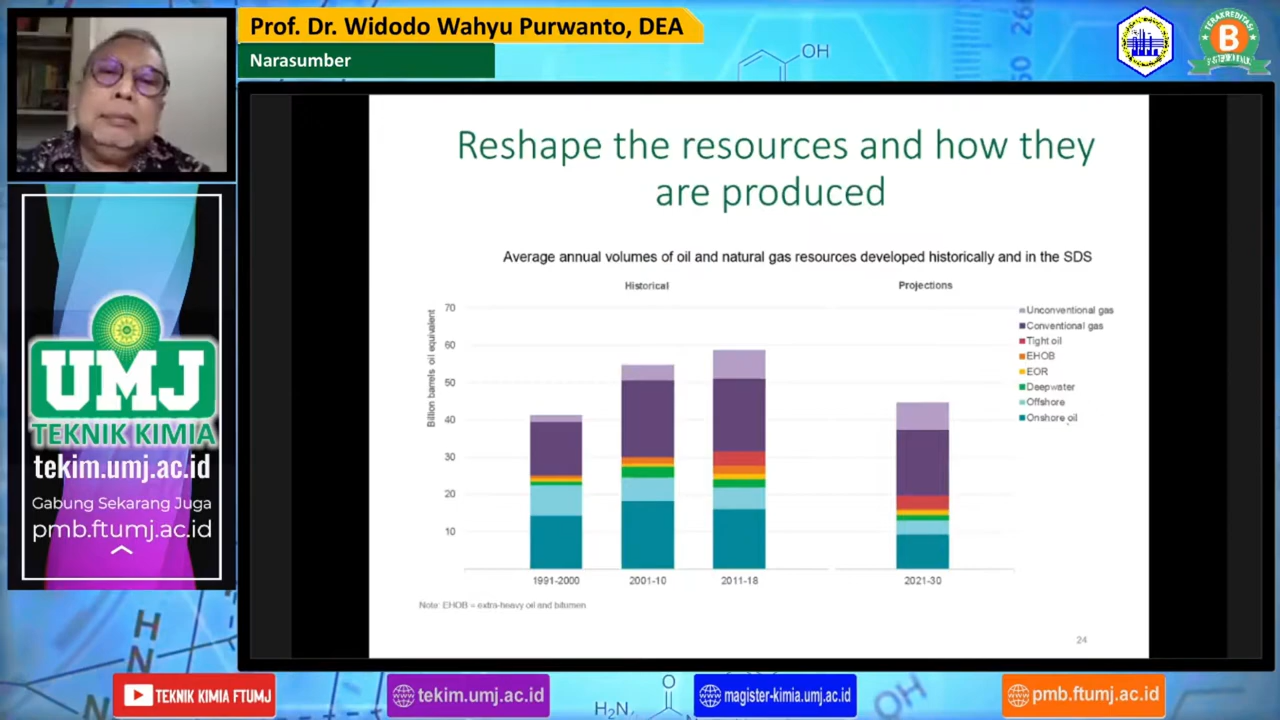 Prof. Dr. Widodo Wahyu Purwanto, DEA
Narasumber
TERAKREDITASI
B
OH
Reshape the resources and how they
are produced
Average annual volumes of oil and natural gas resources developed historically and in the SDS
Historical
Projections
Billion barrels oil equivalent
70
60
50
40
30
20
10
Unconventional gas
Conventional gas
Tight oil
EHOB
EOR
Deepwater
Offshore
Onshore oil
1991-2000
2001-10
2011-18
2021-30
Note: EHOB = extra-heavy oil and bitumen
24
UMJ
TEKNIK KIMIA
tekim.umj.ac.id
Gabung Sekarang Juga
pmb.ftumj.ac.id
H
N
N
H₂N
O
OH
TEKNIK KIMIA FTUMJ
tekim.umj.ac.id
magister-kimia.umj.ac.id
pmb.ftumj.ac.id